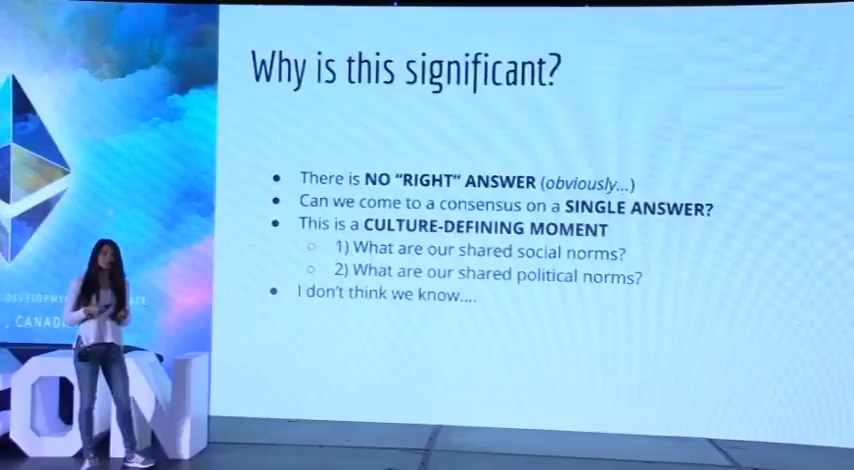 Why is this significant?
• There is NO “RIGHT” ANSWER (obviously...)
• Can we come to a consensus on a SINGLE ANSWER?
• This is a CULTURE-DEFINING MOMENT
○ 1) What are our shared social norms?
○ 2) What are our shared political norms?
• I don't think we know....
, CANAD
CON